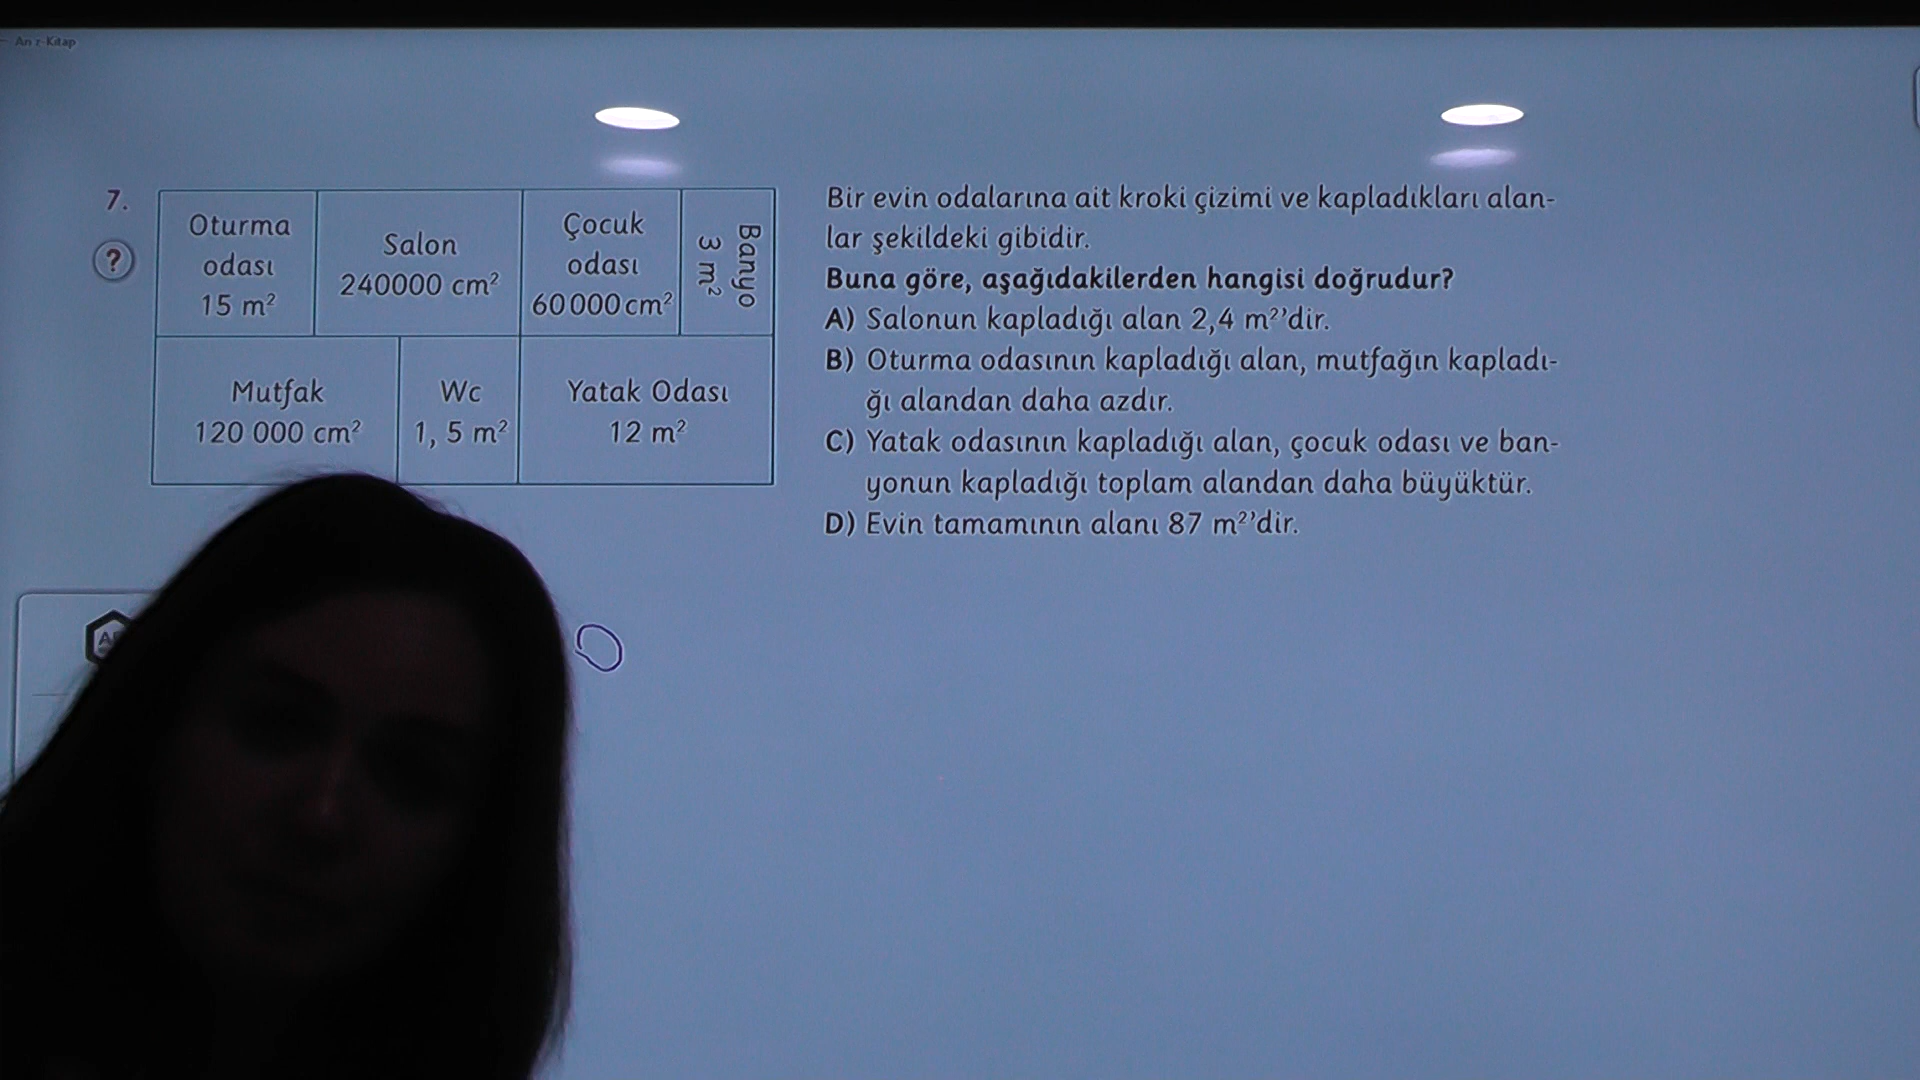 7.
?
Oturma
odası
15 m²
Salon
240000 cm²
Çocuk
odası
60000 cm²
Banyo
3 m²
Mutfak
120 000 cm²
Wc
1, 5 m²
Yatak Odası
12 m²
Bir evin odalarına ait kroki çizimi ve kapladıkları alan-
lar şekildeki gibidir.
Buna göre, aşağıdakilerden hangisi doğrudur?
A) Salonun kapladığı alan 2,4 m²’dir.
B) Oturma odasının kapladığı alan, mutfağın kapladı-
ğı alandan daha azdır.
C) Yatak odasının kapladığı alan, çocuk odası ve ban-
yonun kapladığı toplam alandan daha büyüktür.
D) Evin tamamının alanı 87 m²’dir.